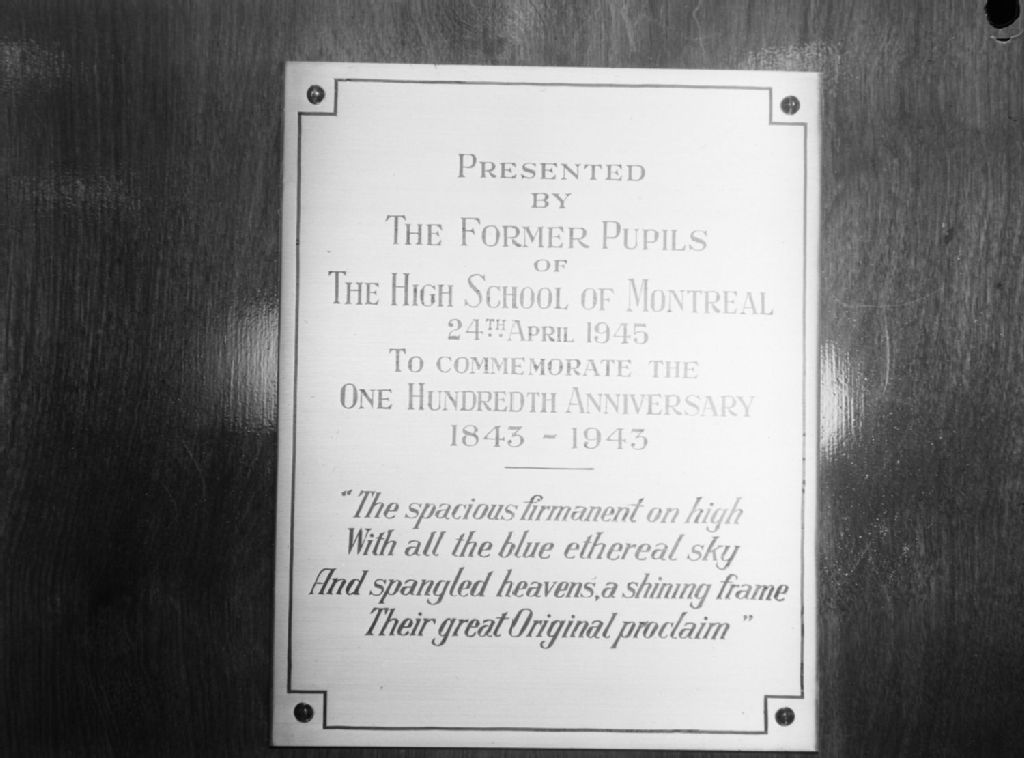 PRESENTED
BY
THE FORMER PUPILS
OF
THE HIGH SCHOOL OF MONTREAL
24TH APRIL 1945
TO COMMEMORATE THE
ONE HUNDREDTH ANNIVERSARY
1843 - 1943
"The spacious firmanent on high
With all the blue ethereal sky
And spangled heavens, a shining frame
Their great Original proclaim"